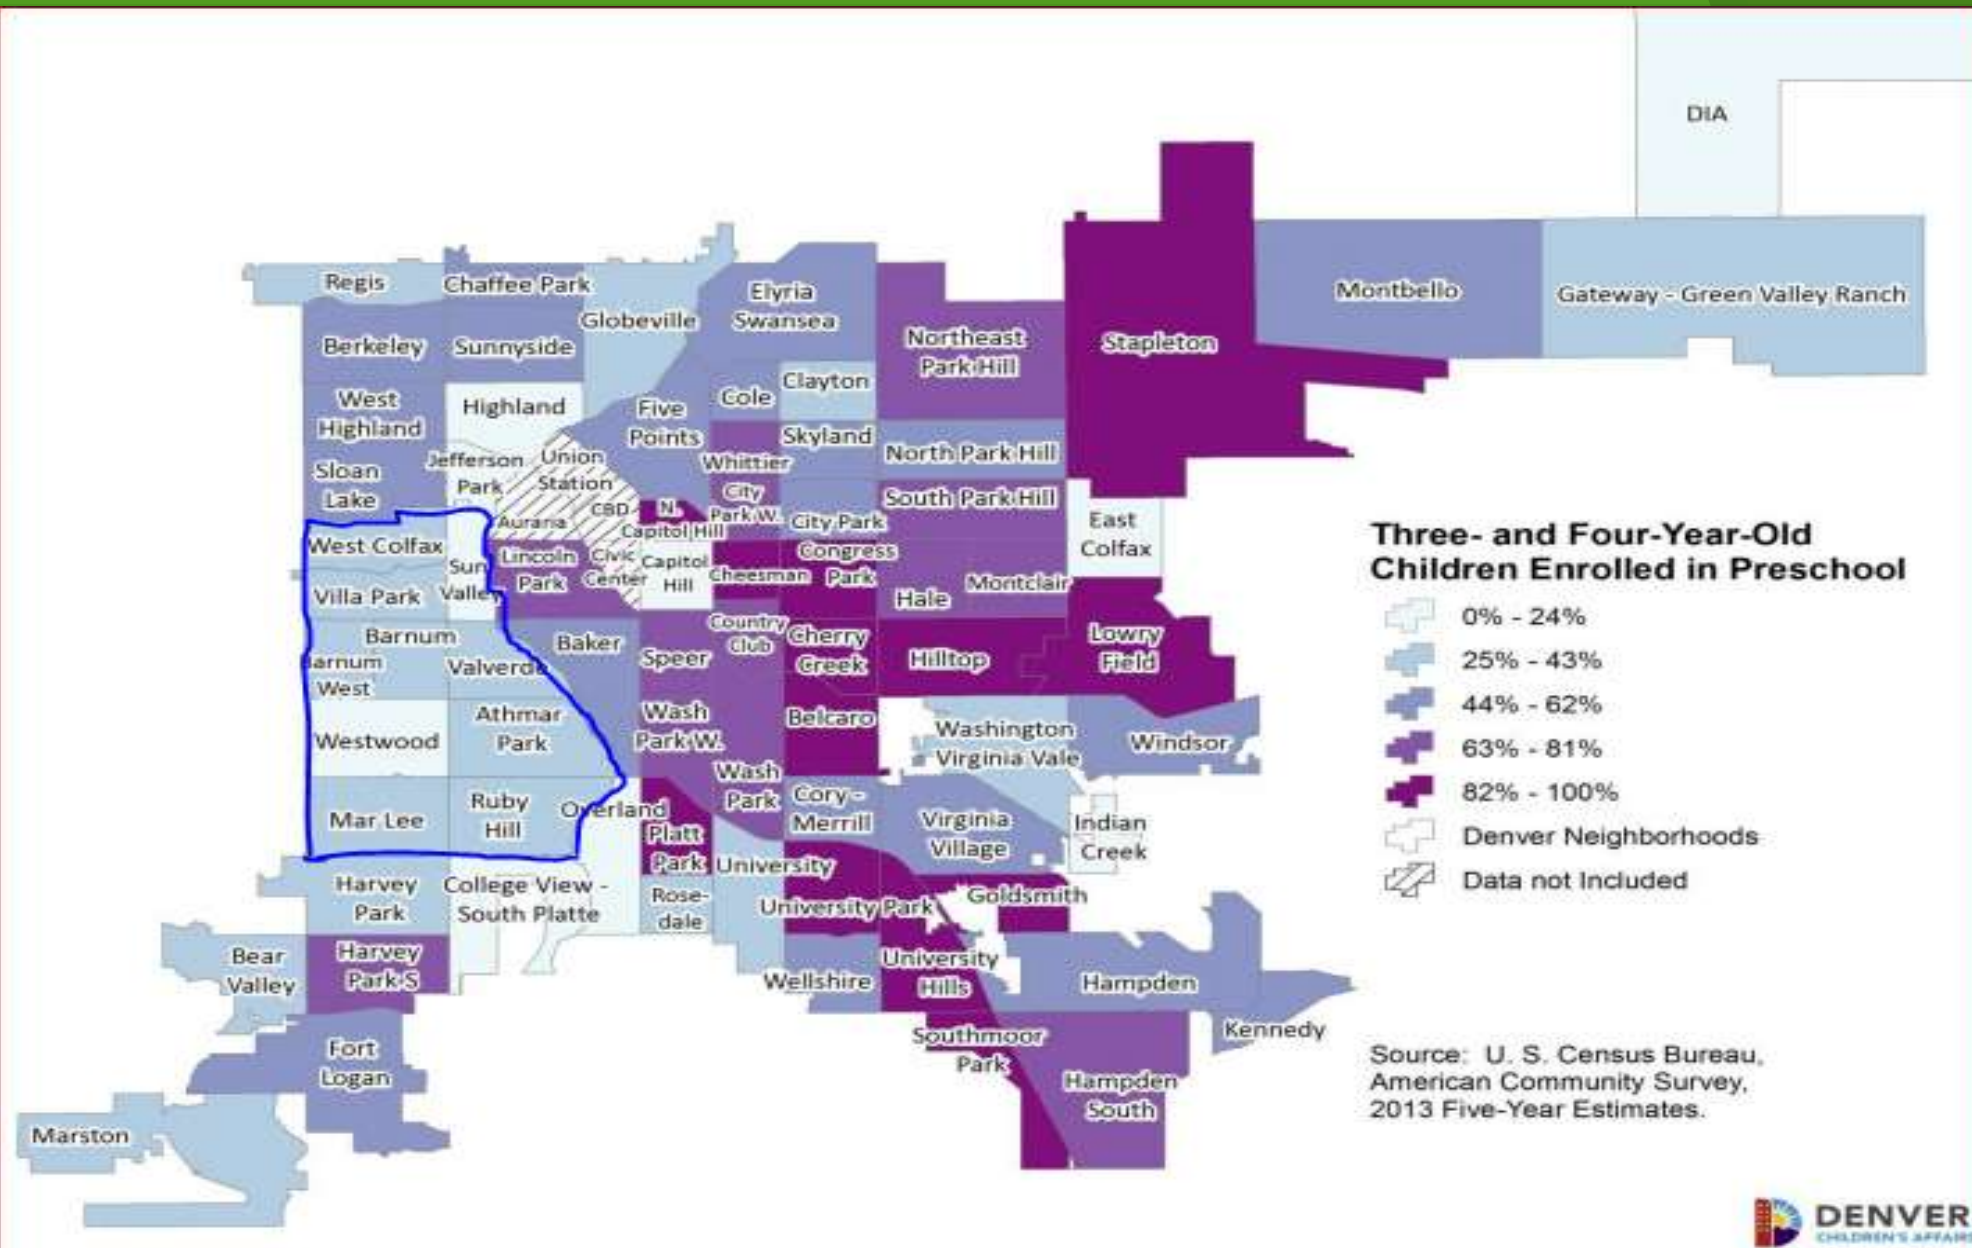 DIA
Regis
Chaffee Park
Globeville
Elyria
Swansea
Berkeley
Sunnyside
Northeast
Park Hill
Stapleton
Montbello
Gateway - Green Valley Ranch
West
Highland
Highland
Five
Points
Cole
Clayton
Skyland
North Park Hill
Sloan
Lake
Jefferson
Park
Union
Station
Whittier
City
Park W.
South Park Hill
City Park
Auraria
CBD
N.
Capitol Hill
East
Colfax
West Colfax
Sun
Valley
Lincoln
Park
Civic
Center
Capitol
Hill
Cheesman
Congress
Park
Hale
Montclair
Villa Park
Barnum
Barnum
West
Valverde
Baker
Speer
Country
Club
Cherry
Creek
Hilltop
Lowry
Field
Westwood
Athmar
Park
Wash
Park W.
Belcaro
Washington
Virginia Vale
Windsor
Mar Lee
Ruby
Hill
Overland
Platt
Park
Wash
Park
Cory -
Merrill
Virginia
Village
Indian
Creek
Harvey
Park
College View -
South Platte
Rose-
dale
University
University Park
Goldsmith
Bear
Valley
Harvey
Park S
Wellshire
University
Hills
Hampden
Kennedy
Fort
Logan
Southmoor
Park
Hampden
South
Marston
Three- and Four-Year-Old
Children Enrolled in Preschool
0% - 24%
25% - 43%
44% - 62%
63% - 81%
82% - 100%
Denver Neighborhoods
Data not Included
Source: U. S. Census Bureau,
American Community Survey,
2013 Five-Year Estimates.
DENVER
CHILDREN'S AFFAIRS